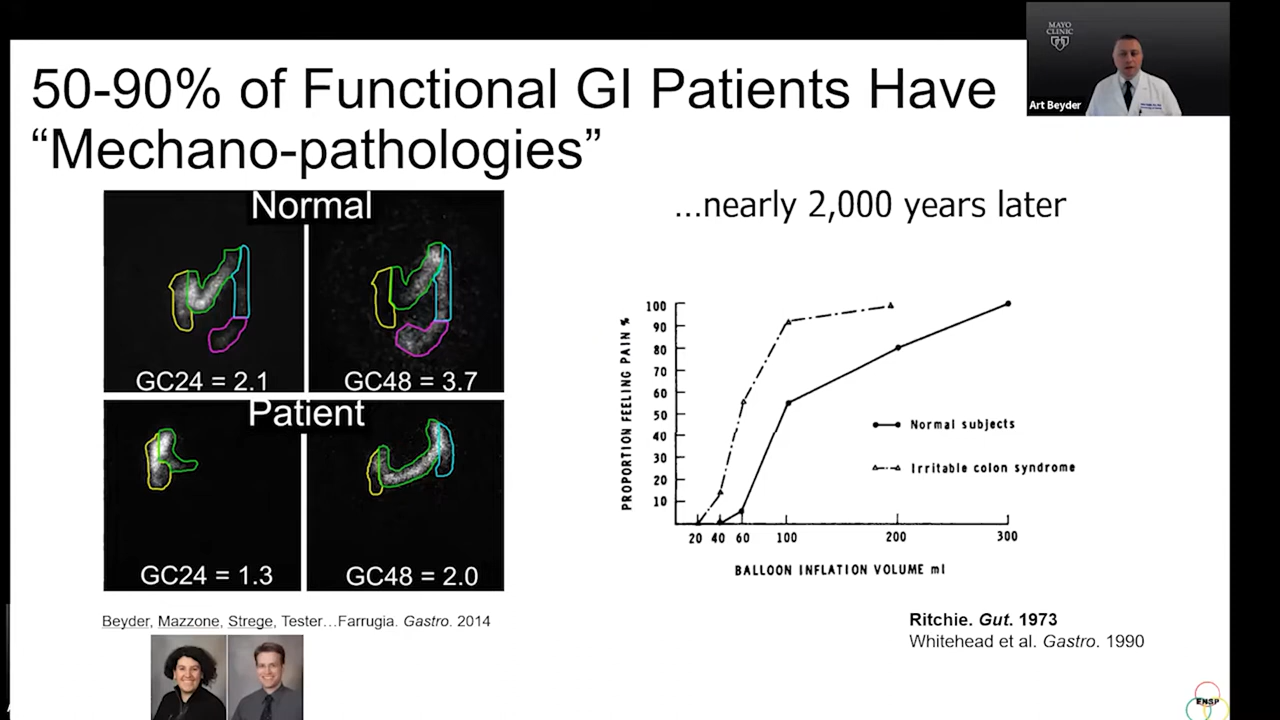 MAYO
CLINIC
Art Beyder
50-90% of Functional GI Patients Have
“Mechano-pathologies”
Normal
GC24 = 2.1
GC48 = 3.7
Patient
GC24 = 1.3
GC48 = 2.0
Beyder, Mazzone, Strege, Tester…Farrugia. Gastro. 2014
…nearly 2,000 years later
PROPORTION FEELING PAIN %
100
90
80
70
60
50
40
30
20
10
Normal subjects
Irritable colon syndrome
20 40 60 100 200 300
BALLOON INFLATION VOLUME ml
Ritchie. Gut. 1973
Whitehead et al. Gastro. 1990
ENSP